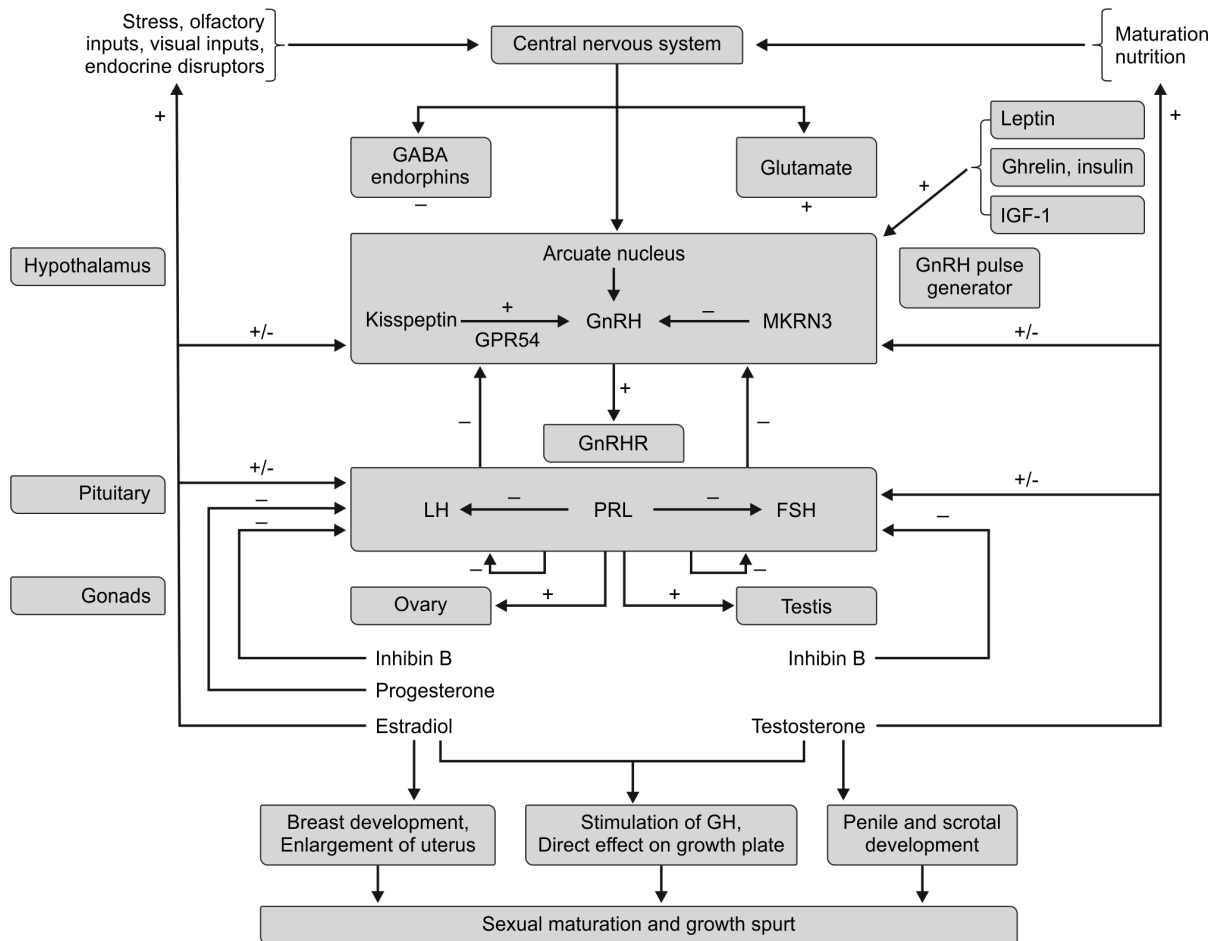 Stress, olfactory
inputs, visual inputs,
endocrine disruptors
Central nervous system
Maturation
nutrition
+
+
GABA
endorphins
–
Glutamate
+
Leptin
Ghrelin, insulin
IGF-1
+
Hypothalamus
Arcuate nucleus
GnRH pulse
generator
Kisspeptin
+
GPR54
GnRH
–
MKRN3
+/-
+/-
–
+
–
GnRHR
Pituitary
+/-
–
–
LH
–
PRL
–
FSH
+/-
–
–
–
Gonads
Ovary
+
+
Testis
Inhibin B
Inhibin B
Progesterone
Estradiol
Testosterone
Breast development,
Enlargement of uterus
Stimulation of GH,
Direct effect on growth plate
Penile and scrotal
development
Sexual maturation and growth spurt